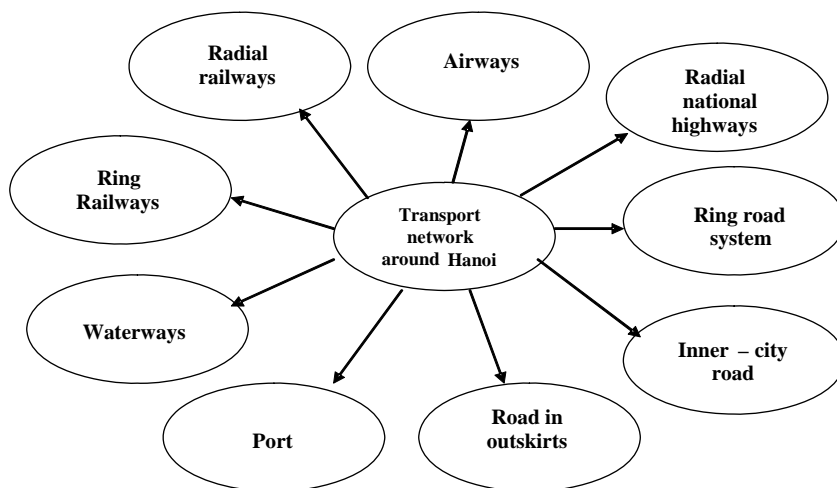 Radial
railways
Airways
Radial
national
highways
Ring
Railways
Transport
network
around Hanoi
Ring road
system
Waterways
Inner – city
road
Port
Road in
outskirts